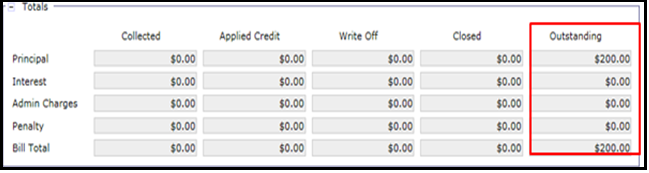 Totals
Collected Applied Credit Write Off Closed Outstanding
Principal $0.00 $0.00 $0.00 $0.00 $200.00
Interest $0.00 $0.00 $0.00 $0.00 $0.00
Admin Charges $0.00 $0.00 $0.00 $0.00 $0.00
Penalty $0.00 $0.00 $0.00 $0.00 $0.00
Bill Total $0.00 $0.00 $0.00 $0.00 $200.00